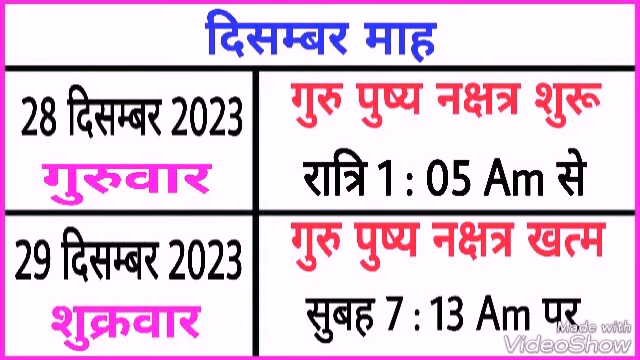 दिसम्बर माह
28 दिसम्बर 2023
गुरुवार
गुरु पुष्य नक्षत्र शुरू
रात्रि 1 : 05 Am से
29 दिसम्बर 2023
शुक्रवार
गुरु पुष्य नक्षत्र खत्म
सुबह 7 : 13 Am पर
Made with
VideoShow